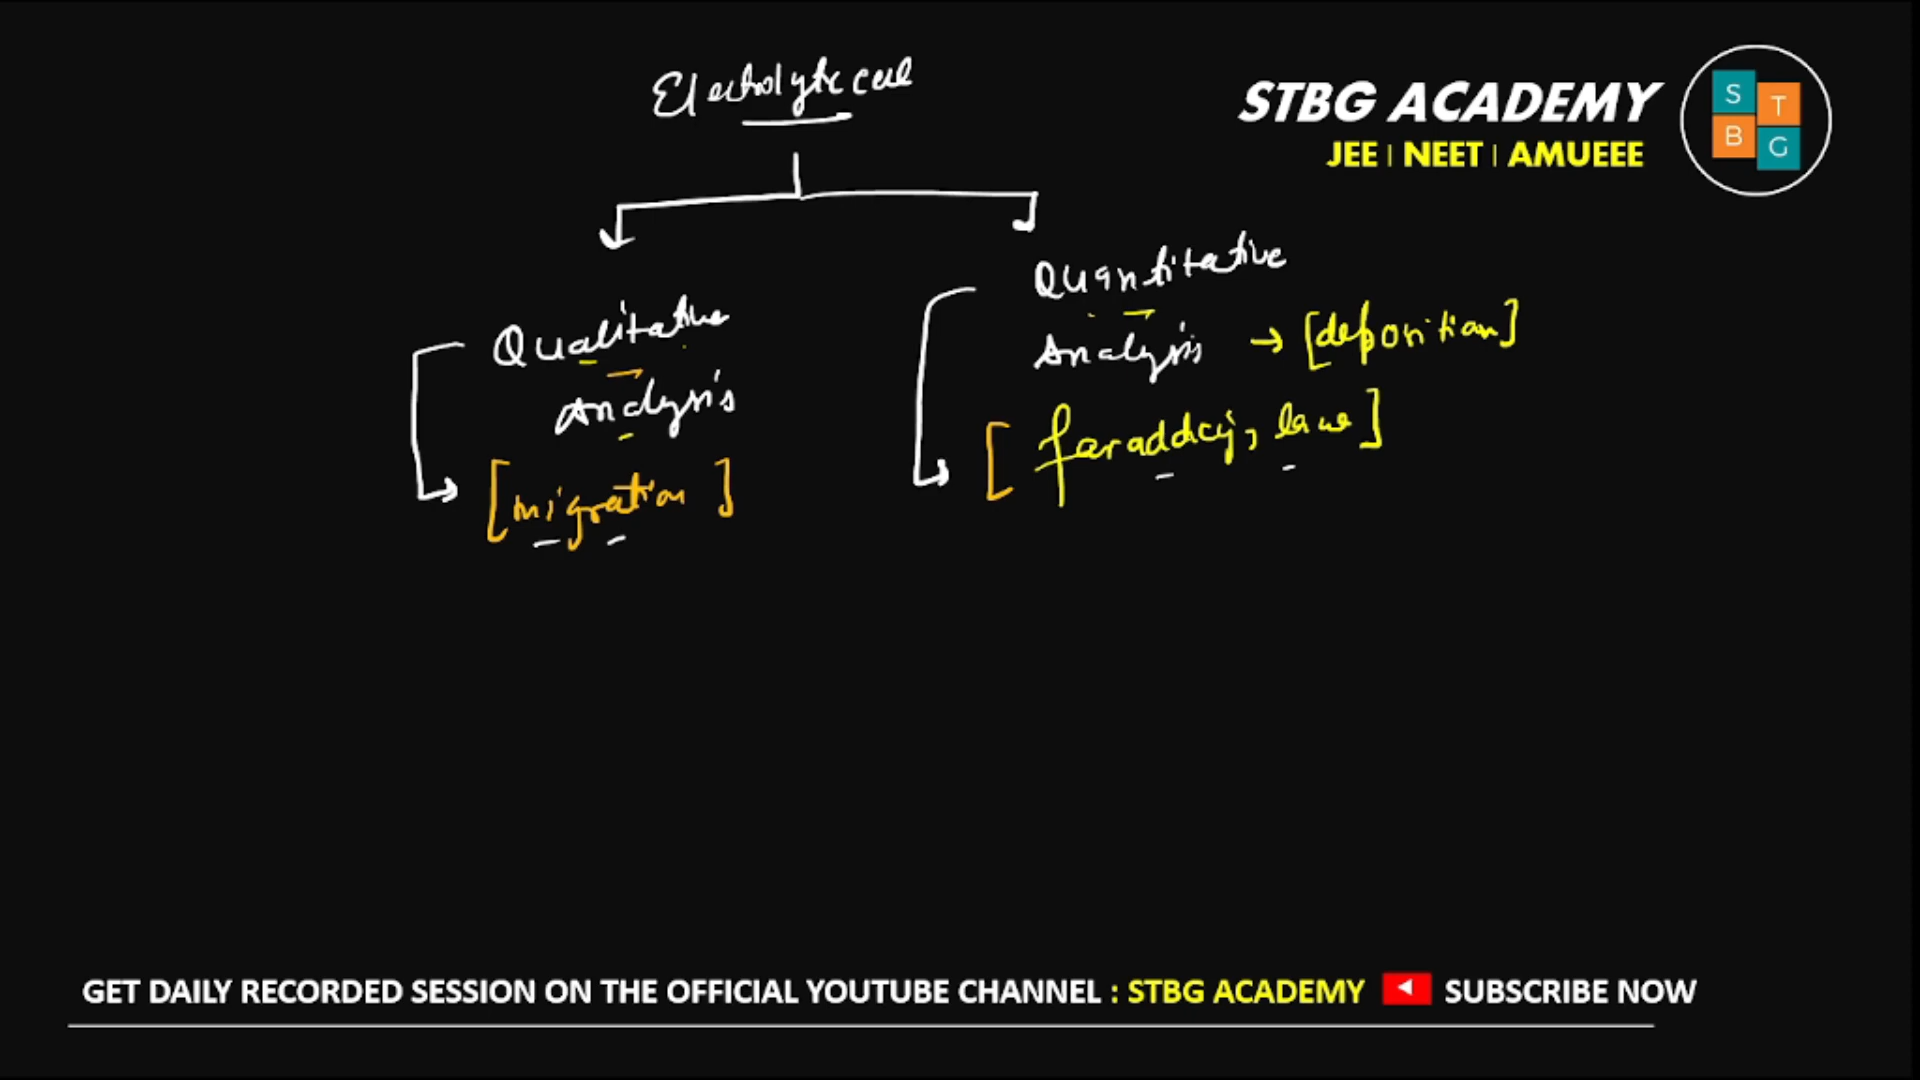 Electrolytic cell
STBG ACADEMY
JEE | NEET | AMUEEE
S T
B G
Qualitative
Analysis
[migration]
Quantitative
Analysis → [deposition]
[faradday, law]
GET DAILY RECORDED SESSION ON THE OFFICIAL YOUTUBE CHANNEL : STBG ACADEMY SUBSCRIBE NOW